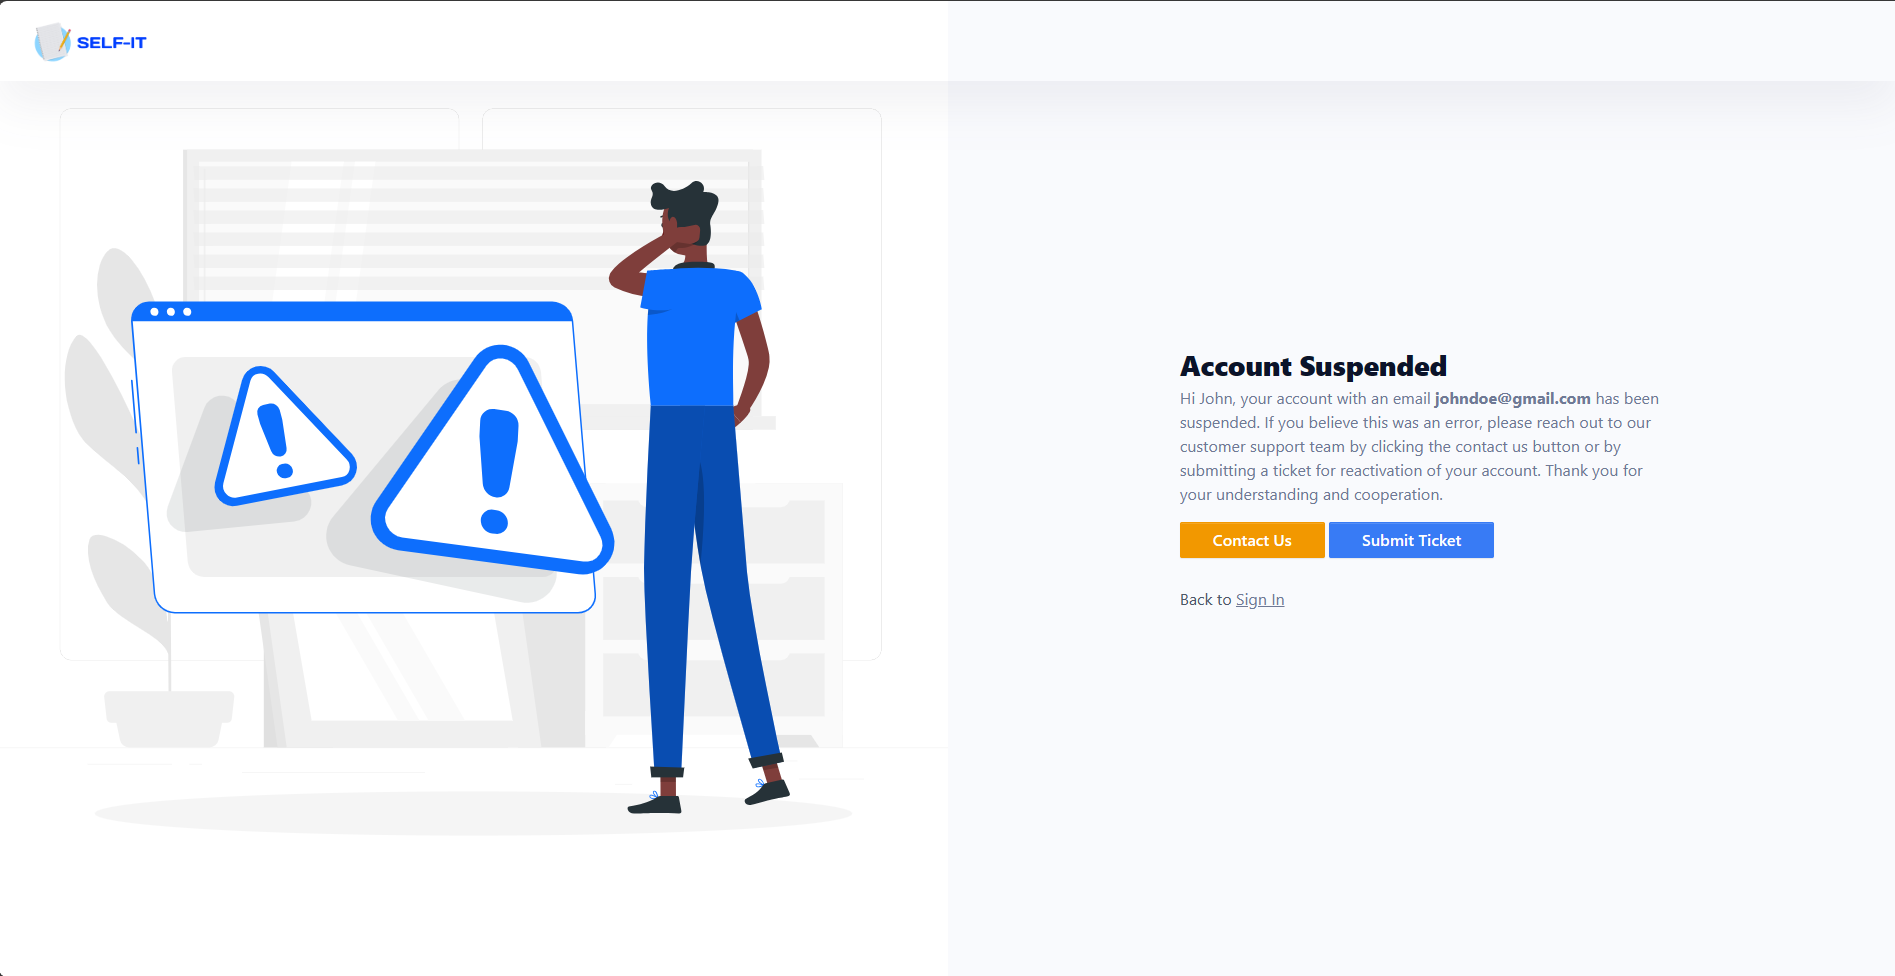 SELF-IT
Account Suspended
Hi John, your account with an email johndoe@gmail.com has been
suspended. If you believe this was an error, please reach out to our
customer support team by clicking the contact us button or by
submitting a ticket for reactivation of your account. Thank you for
your understanding and cooperation.
Contact Us Submit Ticket
Back to Sign In